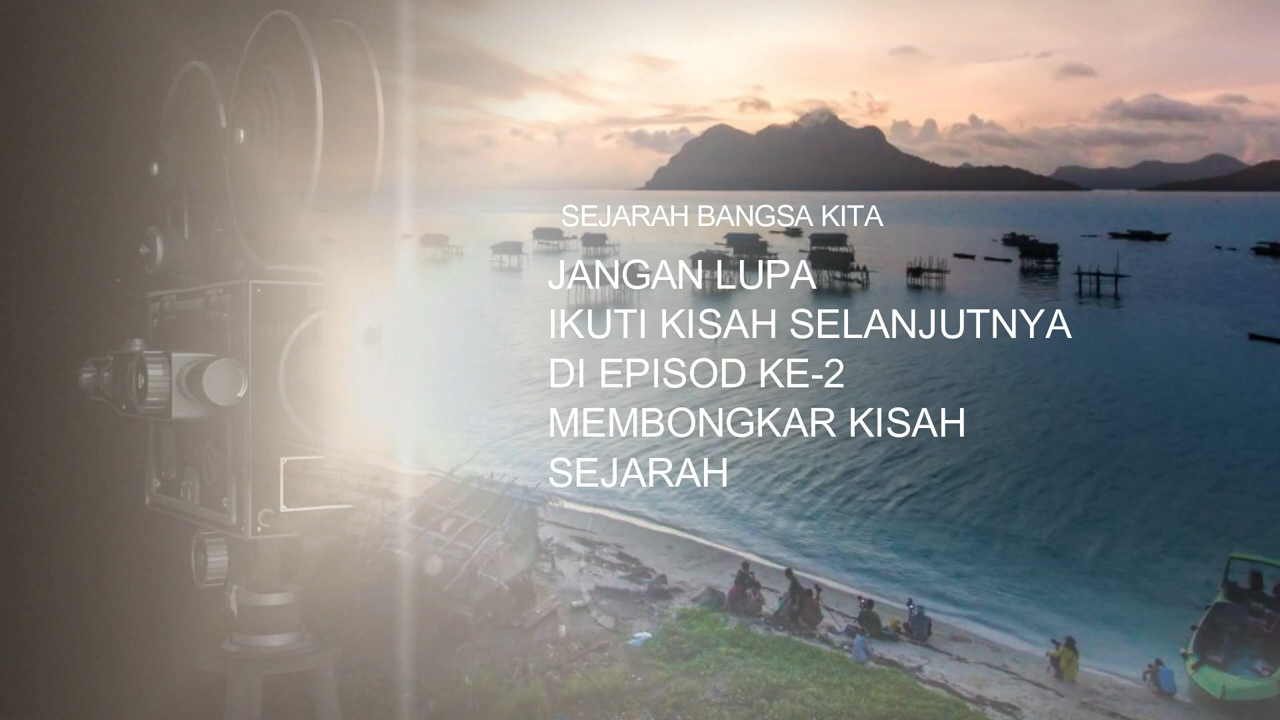 SEJARAH BANGSA KITA
JANGAN LUPA
IKUTI KISAH SELANJUTNYA
DI EPISOD KE-2
MEMBONGKAR KISAH
SEJARAH